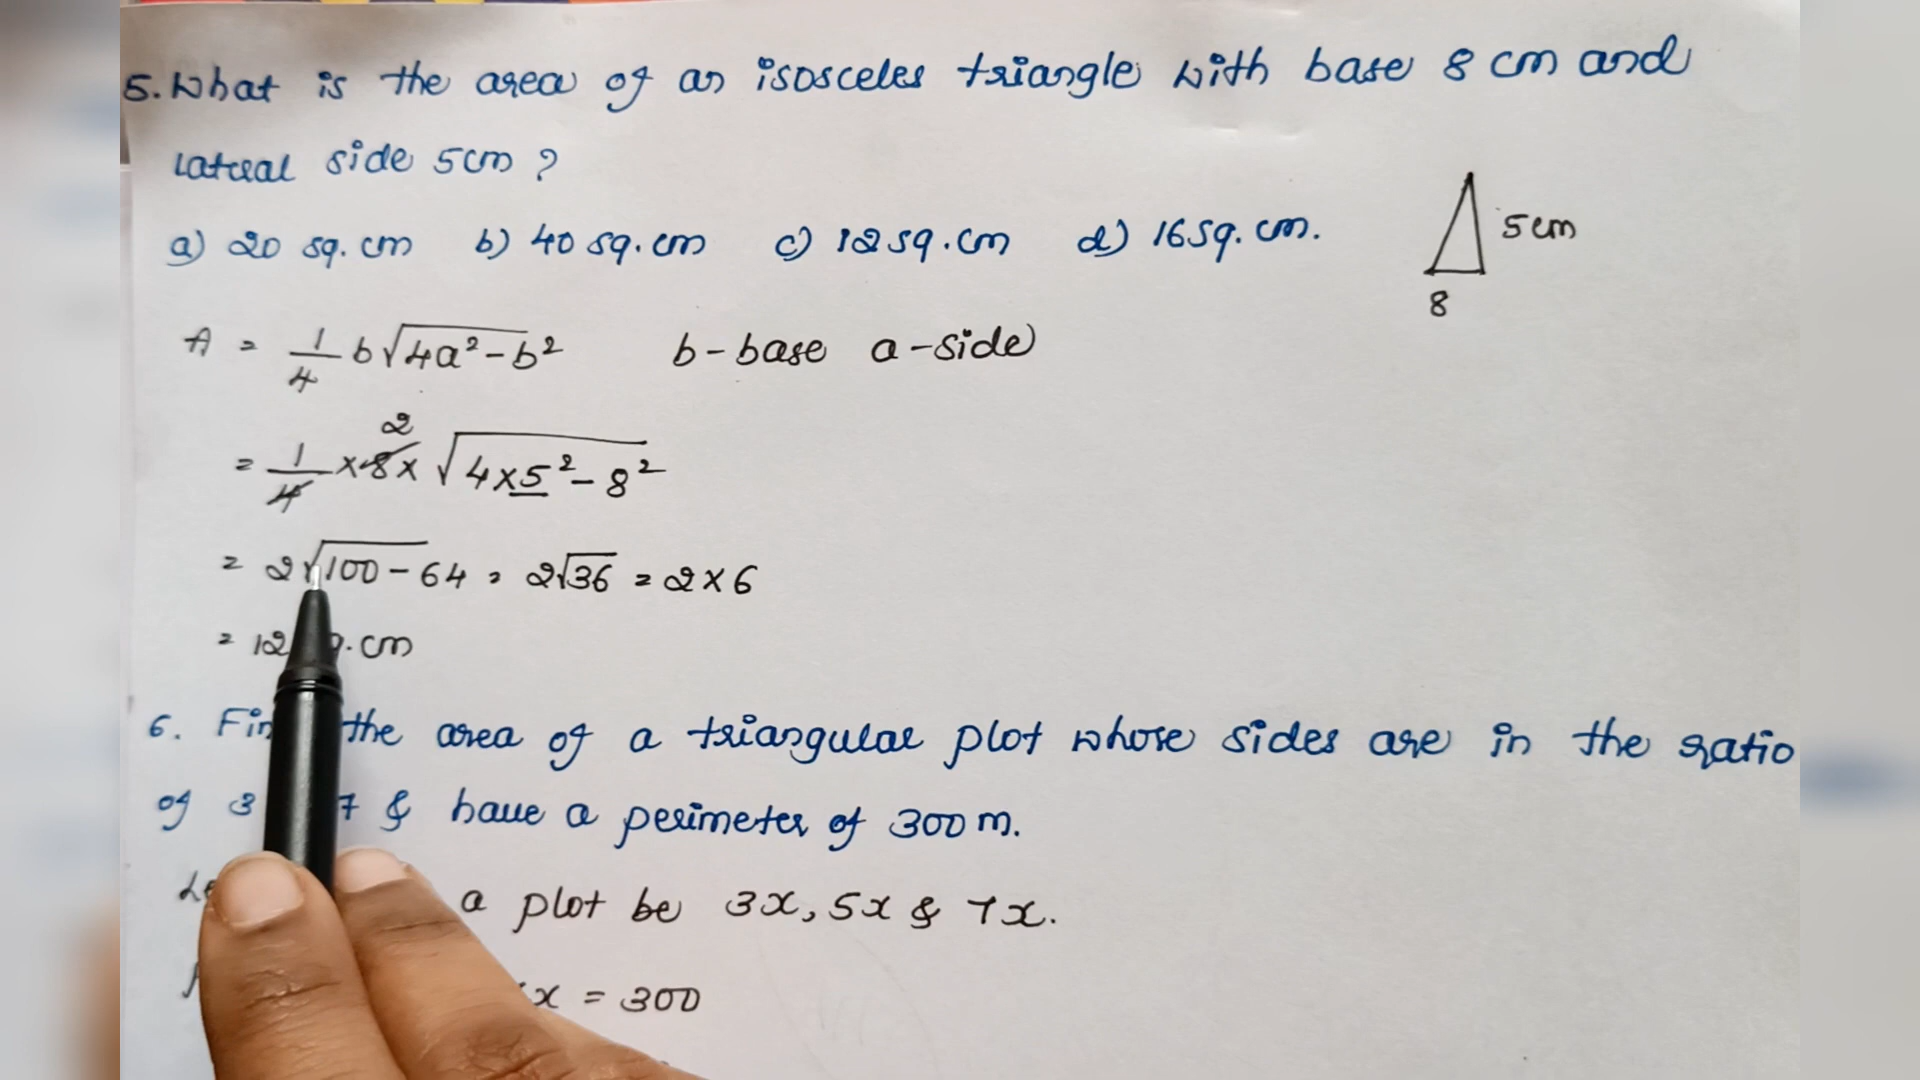 5. What is the area of an isosceles triangle with base 8 cm and
lateral side 5cm ?
a) 20 sq. cm b) 40 sq. cm c) 12 sq. cm d) 16 sq. cm.
5cm
8
A = 1/4 b√4a² - b² b - base a - side
2
= 1/4 × 8 × √4 × 5² - 8²
= 2√100 - 64 = 2√36 = 2 × 6
= 12 .cm
6. the area of a triangular plot whose sides are in the ratio
of 3 7 & have a perimeter of 300 m.
a plot be 3x, 5x & 7x.
x = 300